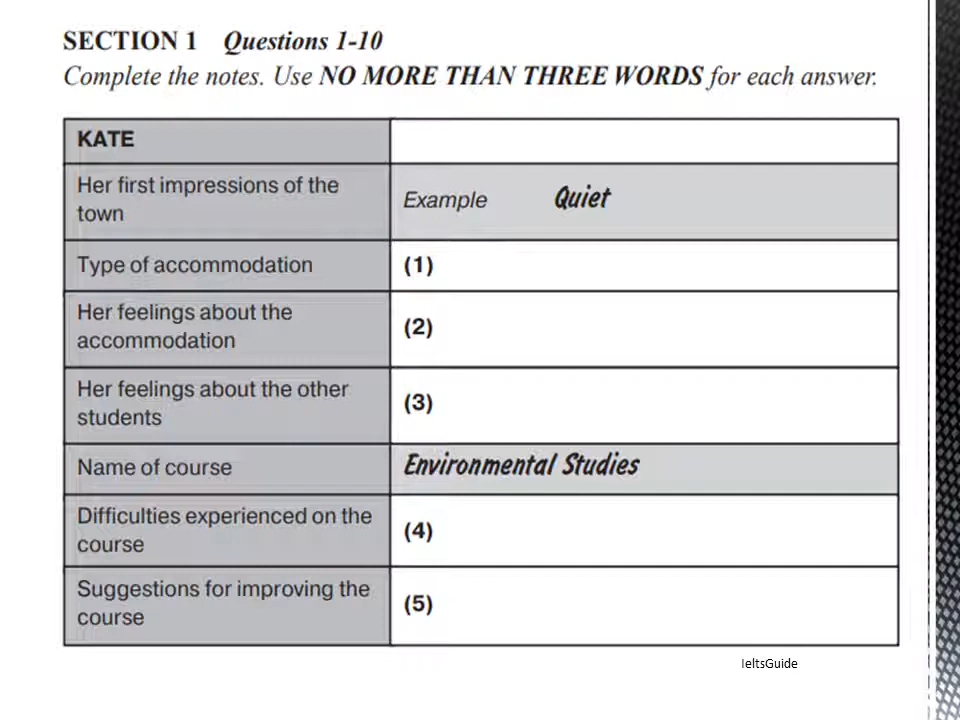 SECTION 1 Questions 1-10
Complete the notes. Use NO MORE THAN THREE WORDS for each answer.
KATE
Her first impressions of the
town
Example Quiet
Type of accommodation
(1)
Her feelings about the
accommodation
(2)
Her feelings about the other
students
(3)
Name of course
Environmental Studies
Difficulties experienced on the
course
(4)
Suggestions for improving the
course
(5)
IeltsGuide